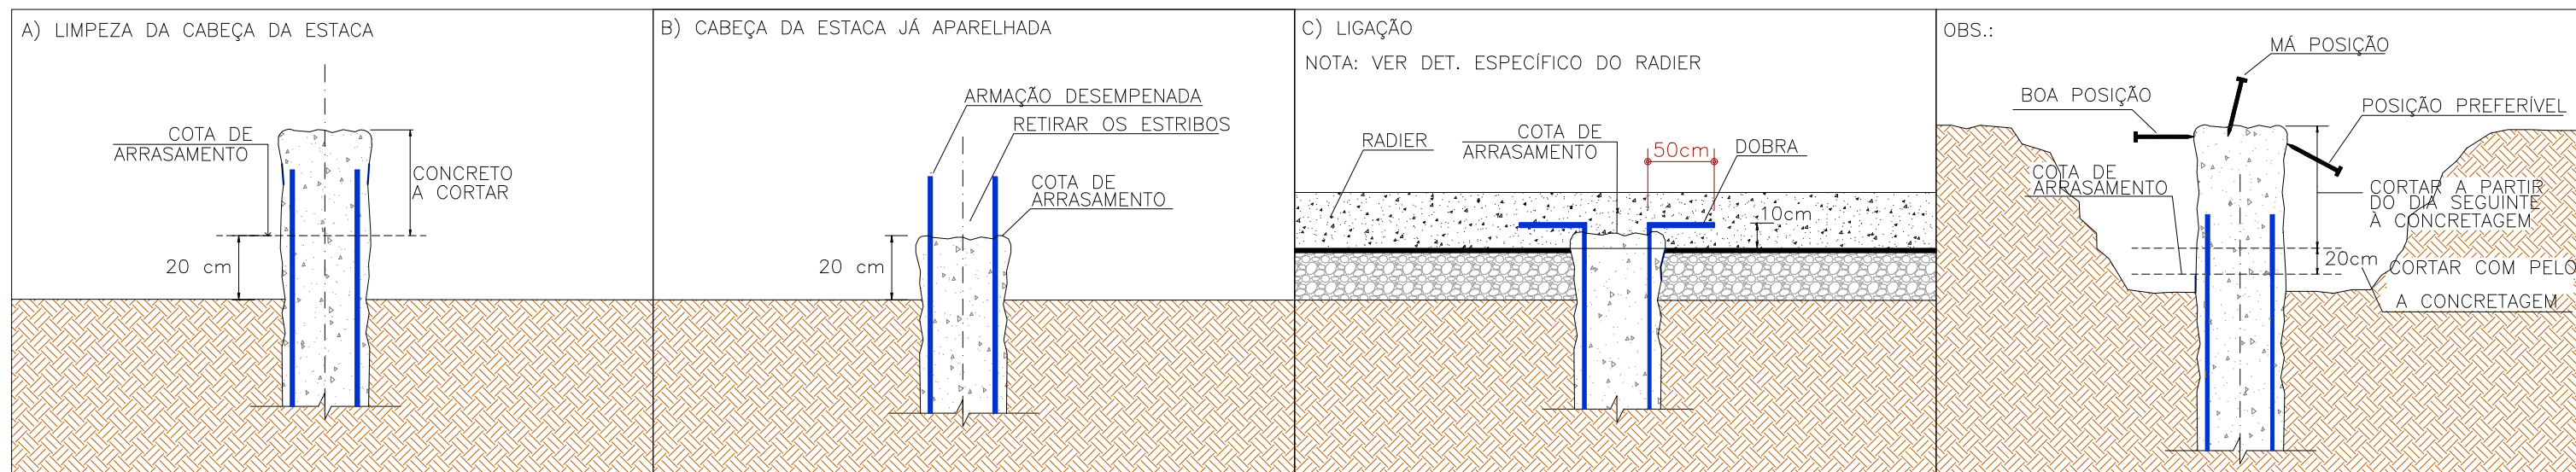 A) LIMPEZA DA CABEÇA DA ESTACA
COTA DE
ARRASAMENTO
CONCRETO
A CORTAR
20 cm
B) CABEÇA DA ESTACA JÁ APARELHADA
ARMAÇÃO DESEMPENADA
RETIRAR OS ESTRIBOS
COTA DE
ARRASAMENTO
20 cm
C) LIGAÇÃO
NOTA: VER DET. ESPECÍFICO DO RADIER
RADIER
COTA DE
ARRASAMENTO
50cm
DOBRA
10cm
OBS.:
MÁ POSIÇÃO
BOA POSIÇÃO
POSIÇÃO PREFERÍVEL
COTA DE
ARRASAMENTO
CORTAR A PARTIR
DO DIA SEGUINTE
À CONCRETAGEM
20cm
CORTAR COM PELO
A CONCRETAGEM